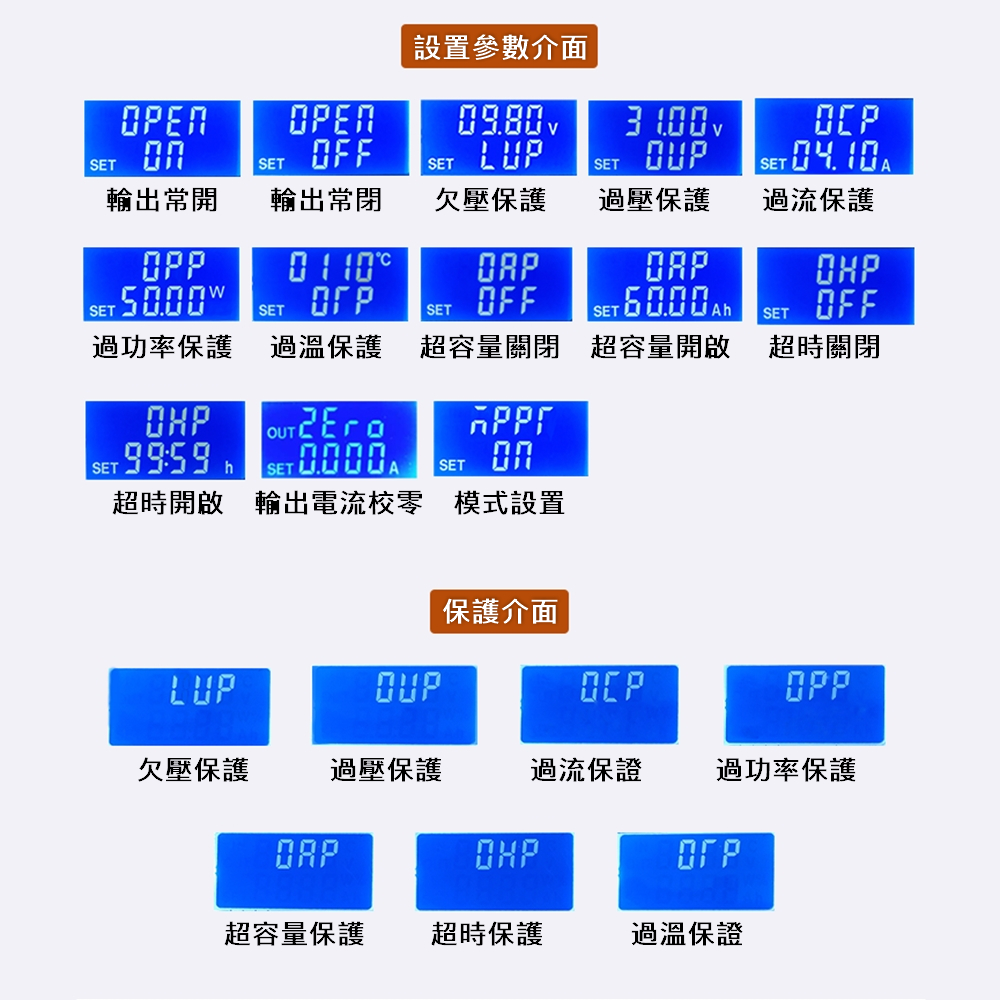 設置參數介面
OPEN
SET ON
輸出常開
OPEN
SET OFF
輸出常閉
09.80 V
SET LUP
欠壓保護
31.00 V
SET OUP
過壓保護
OCP
SET 04.10 A
過流保護
OPP
SET 50.00 W
過功率保護
0110 °C
SET OTP
過溫保護
OAP
SET OFF
超容量關閉
OAP
SET 60.00 Ah
超容量開啟
OHP
SET OFF
超時關閉
OHP
SET 99:59 h
超時開啟
OUT ZEro
SET 0.000 A
輸出電流校零
MPPT
SET ON
模式設置
保護介面
LUP
欠壓保護
OUP
過壓保護
OCP
過流保證
OPP
過功率保護
OAP
超容量保護
OHP
超時保護
OTP
過溫保證